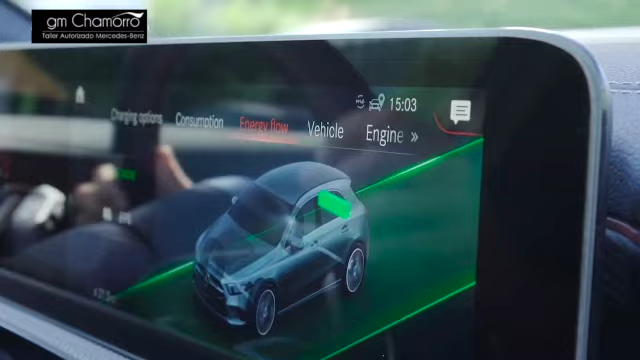 gm Chamorro
Taller Autorizado Mercedes-Benz
15:03
Charging options Consumption Energy flow Vehicle Engine »